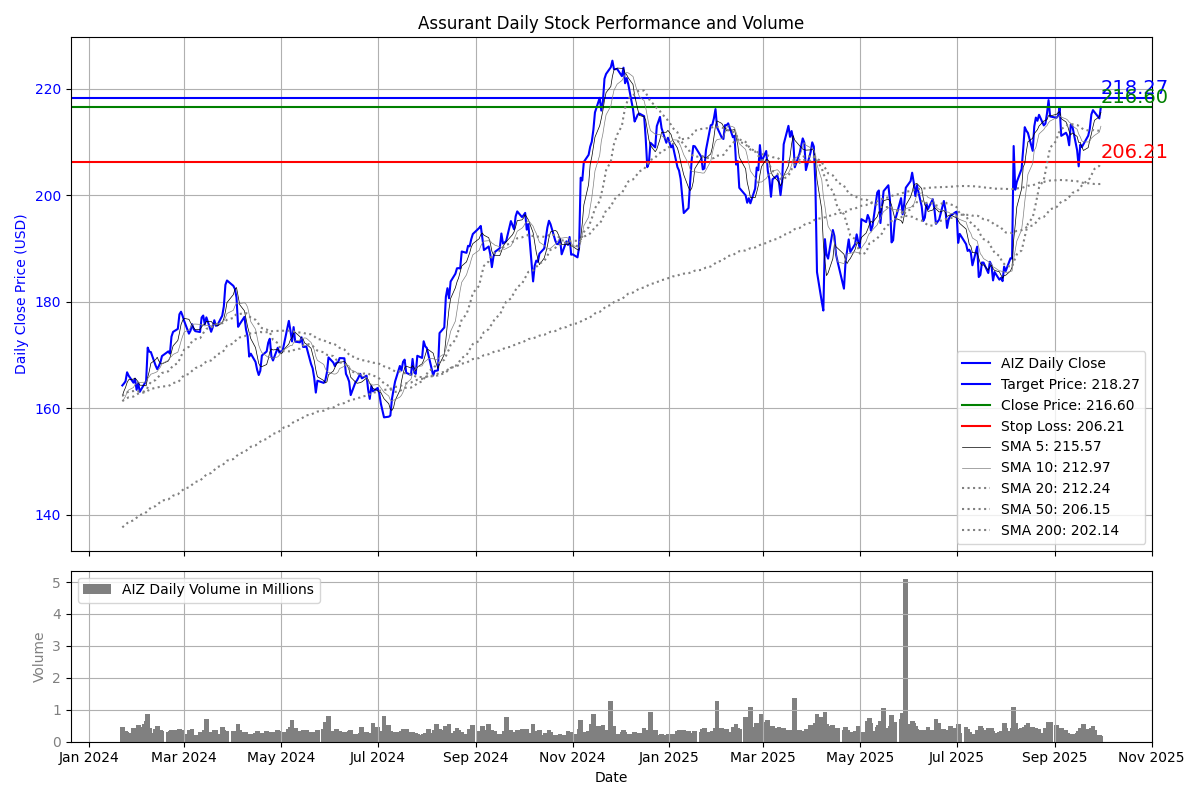 Assurant Daily Stock Performance and Volume
Daily Close Price (USD)
220
200
180
160
140
218.27
216.60
206.21
AIZ Daily Close
Target Price: 218.27
Close Price: 216.60
Stop Loss: 206.21
SMA 5: 215.57
SMA 10: 212.97
SMA 20: 212.24
SMA 50: 206.15
SMA 200: 202.14
Volume
5
4
3
2
1
0
AIZ Daily Volume in Millions
Jan 2024 Mar 2024 May 2024 Jul 2024 Sep 2024 Nov 2024 Jan 2025 Mar 2025 May 2025 Jul 2025 Sep 2025 Nov 2025
Date